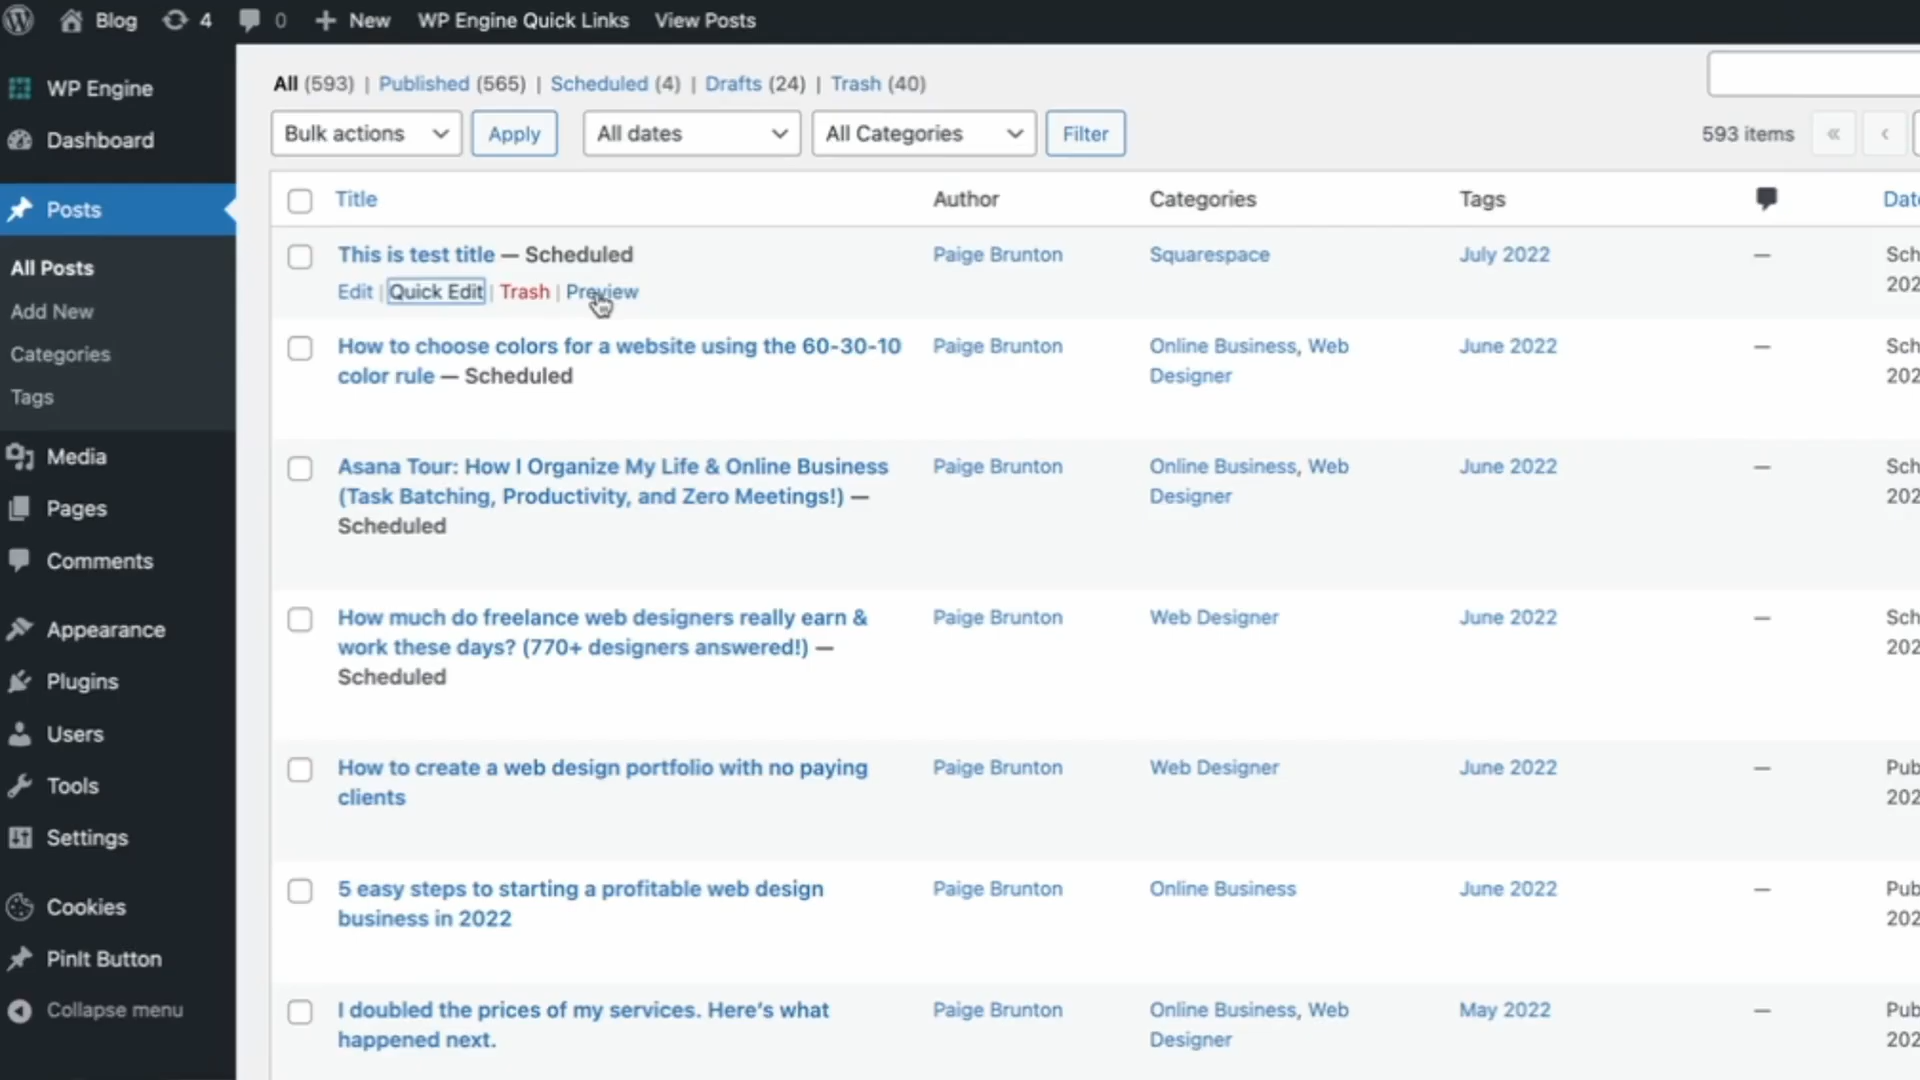 Blog 4 0 New WP Engine Quick Links View Posts
WP Engine
Dashboard
Posts
All Posts
Add New
Categories
Tags
Media
Pages
Comments
Appearance
Plugins
Users
Tools
Settings
Cookies
PinIt Button
Collapse menu
All (593) | Published (565) | Scheduled (4) | Drafts (24) | Trash (40)
Bulk actions Apply All dates All Categories Filter 593 items « ‹
Title Author Categories Tags
This is test title — Scheduled Paige Brunton Squarespace July 2022 —
Edit | Quick Edit | Trash | Preview
How to choose colors for a website using the 60-30-10 Paige Brunton Online Business, Web June 2022 —
color rule — Scheduled Designer
Asana Tour: How I Organize My Life & Online Business Paige Brunton Online Business, Web June 2022 —
(Task Batching, Productivity, and Zero Meetings!) — Designer
Scheduled
How much do freelance web designers really earn & Paige Brunton Web Designer June 2022 —
work these days? (770+ designers answered!) —
Scheduled
How to create a web design portfolio with no paying Paige Brunton Web Designer June 2022 —
clients
5 easy steps to starting a profitable web design Paige Brunton Online Business June 2022 —
business in 2022
I doubled the prices of my services. Here's what Paige Brunton Online Business, Web May 2022 —
happened next. Designer